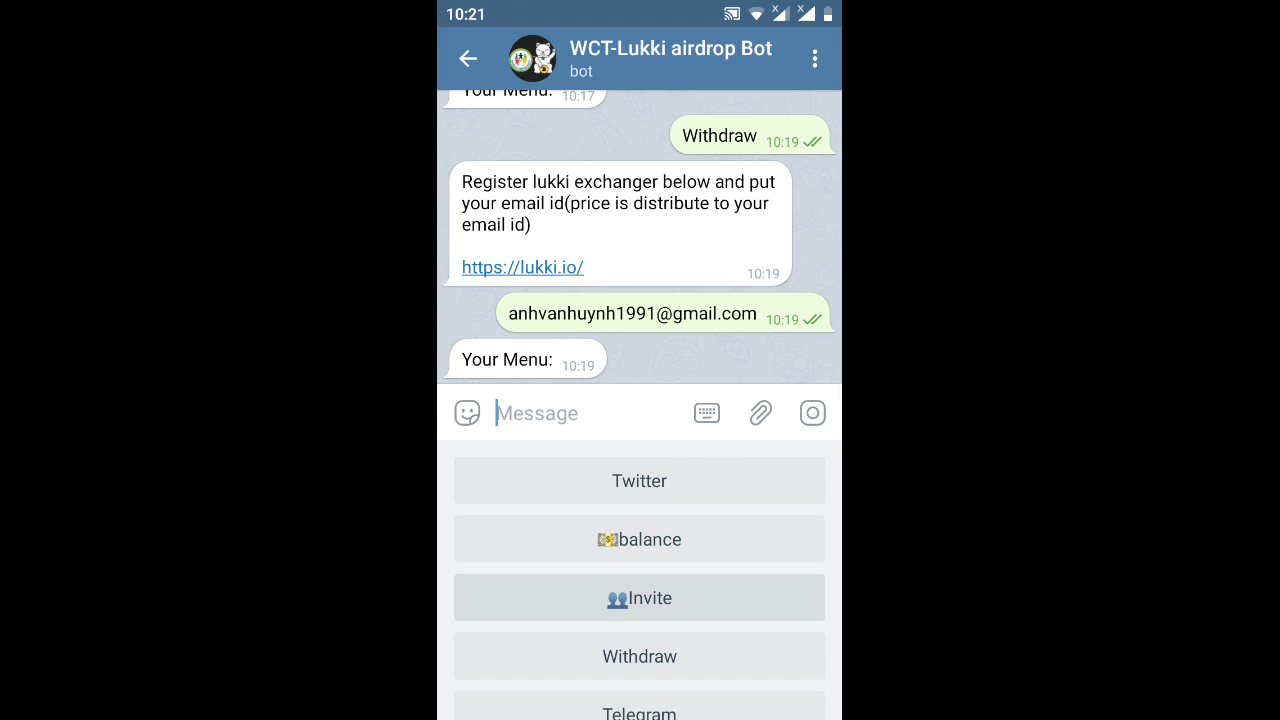 10:21
WCT-Lukki airdrop Bot
bot
Your Menu: 10:17
Withdraw 10:19
Register lukki exchanger below and put
your email id(price is distribute to your
email id)
https://lukki.io/ 10:19
anhvanhuynh1991@gmail.com 10:19
Your Menu: 10:19
Message
Twitter
💵balance
👥Invite
Withdraw
Telegram